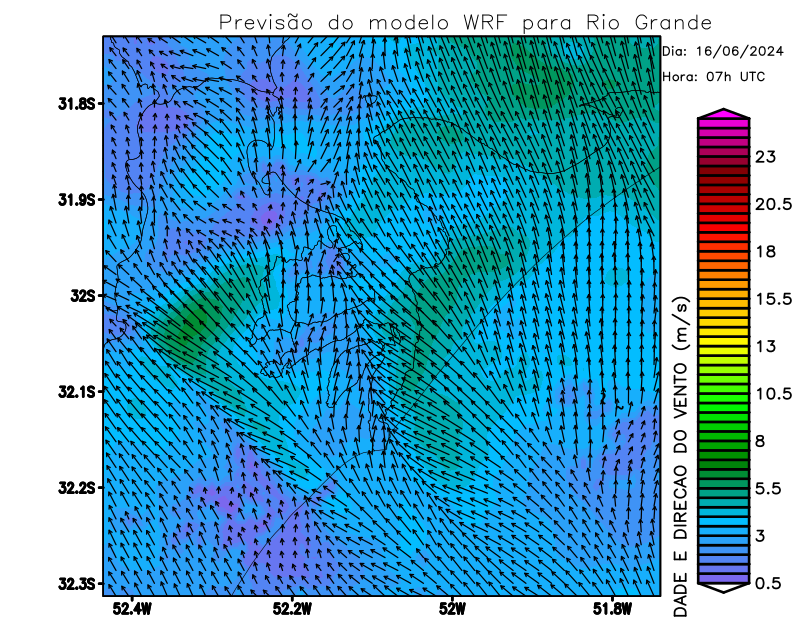 Previsão do modelo WRF para Rio Grande
Dia: 16/06/2024
Hora: 07h UTC
31.8S
31.9S
32S
32.1S
32.2S
32.3S
52.4W
52.2W
52W
51.8W
23
20.5
18
15.5
13
10.5
8
5.5
3
0.5
DADE E DIRECAO DO VENTO (m/s)